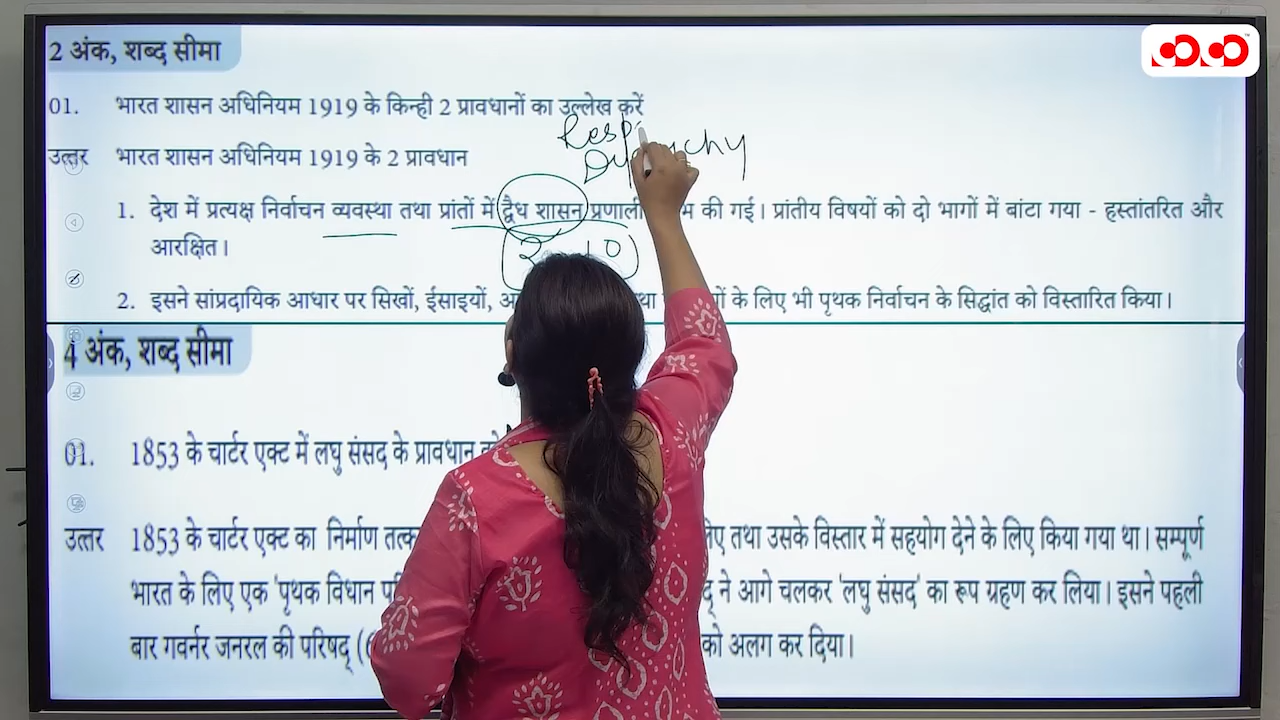 2 अंक, शब्द सीमा
01. भारत शासन अधिनियम 1919 के किन्ही 2 प्रावधानों का उल्लेख करें
उत्तर भारत शासन अधिनियम 1919 के 2 प्रावधान
1. देश में प्रत्यक्ष निर्वाचन व्यवस्था तथा प्रांतों में द्वैध शासन प्रणाली की गई। प्रांतीय विषयों को दो भागों में बांटा गया - हस्तांतरित और
आरक्षित।
2. इसने सांप्रदायिक आधार पर सिखों, ईसाइयों, के लिए भी पृथक निर्वाचन के सिद्धांत को विस्तारित किया।
4 अंक, शब्द सीमा
01. 1853 के चार्टर एक्ट में लघु संसद के प्रावधान
उत्तर 1853 के चार्टर एक्ट का निर्माण तथा उसके विस्तार में सहयोग देने के लिए किया गया था। सम्पूर्ण
भारत के लिए एक 'पृथक विधान ने आगे चलकर 'लघु संसद' का रूप ग्रहण कर लिया। इसने पहली
बार गवर्नर जनरल की परिषद् को अलग कर दिया।